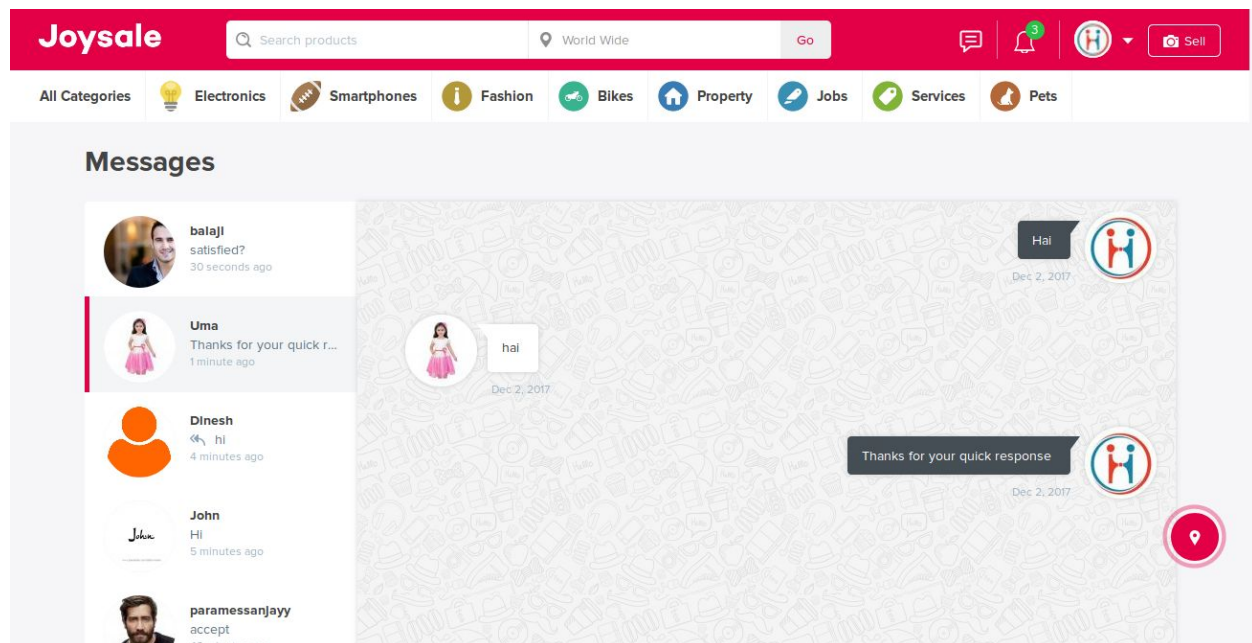 Joysale
Search products
World Wide
Go
3
Sell
All Categories
Electronics
Smartphones
Fashion
Bikes
Property
Jobs
Services
Pets
Messages
balaji
satisfied?
30 seconds ago
Uma
Thanks for your quick r...
1 minute ago
Dinesh
hi
4 minutes ago
John
John
Hi
5 minutes ago
paramessanjayy
accept
Hai
Dec 2, 2017
hai
Dec 2, 2017
Thanks for your quick response
Dec 2, 2017